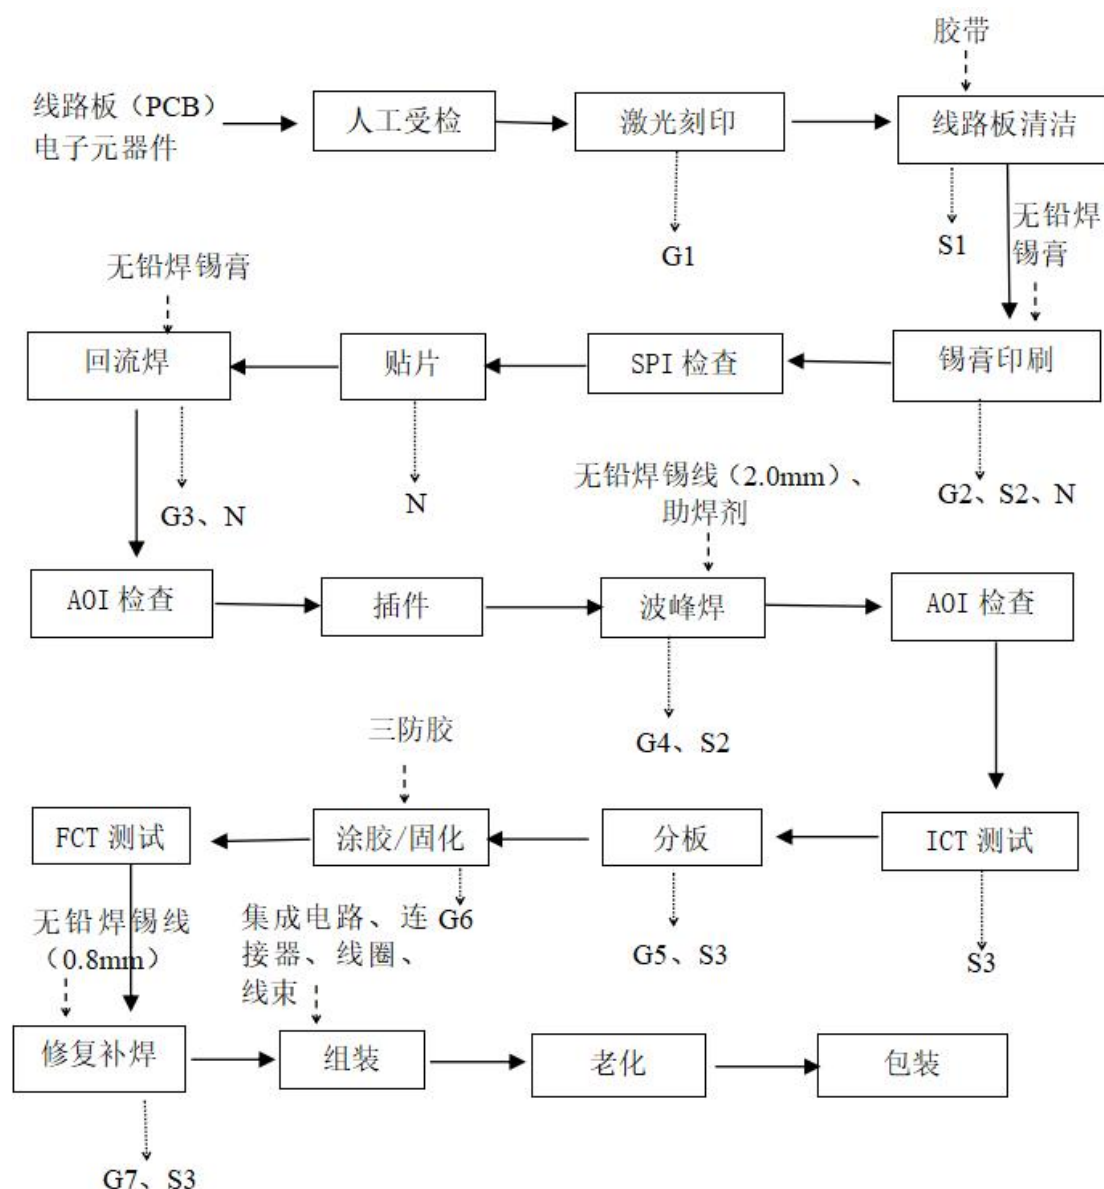 胶带
线路板（PCB）
电子元器件
人工受检
激光刻印
线路板清洁
G1
S1
无铅焊
锡膏
无铅焊锡膏
回流焊
贴片
SPI 检查
锡膏印刷
G3、N
N
无铅焊锡线（2.0mm）、
助焊剂
G2、S2、N
AOI 检查
插件
波峰焊
AOI 检查
G4、S2
三防胶
FCT 测试
涂胶/固化
分板
ICT 测试
无铅焊锡线
（0.8mm）
集成电路、连
接器、线圈、
线束
G6
G5、S3
S3
修复补焊
组装
老化
包装
G7、S3